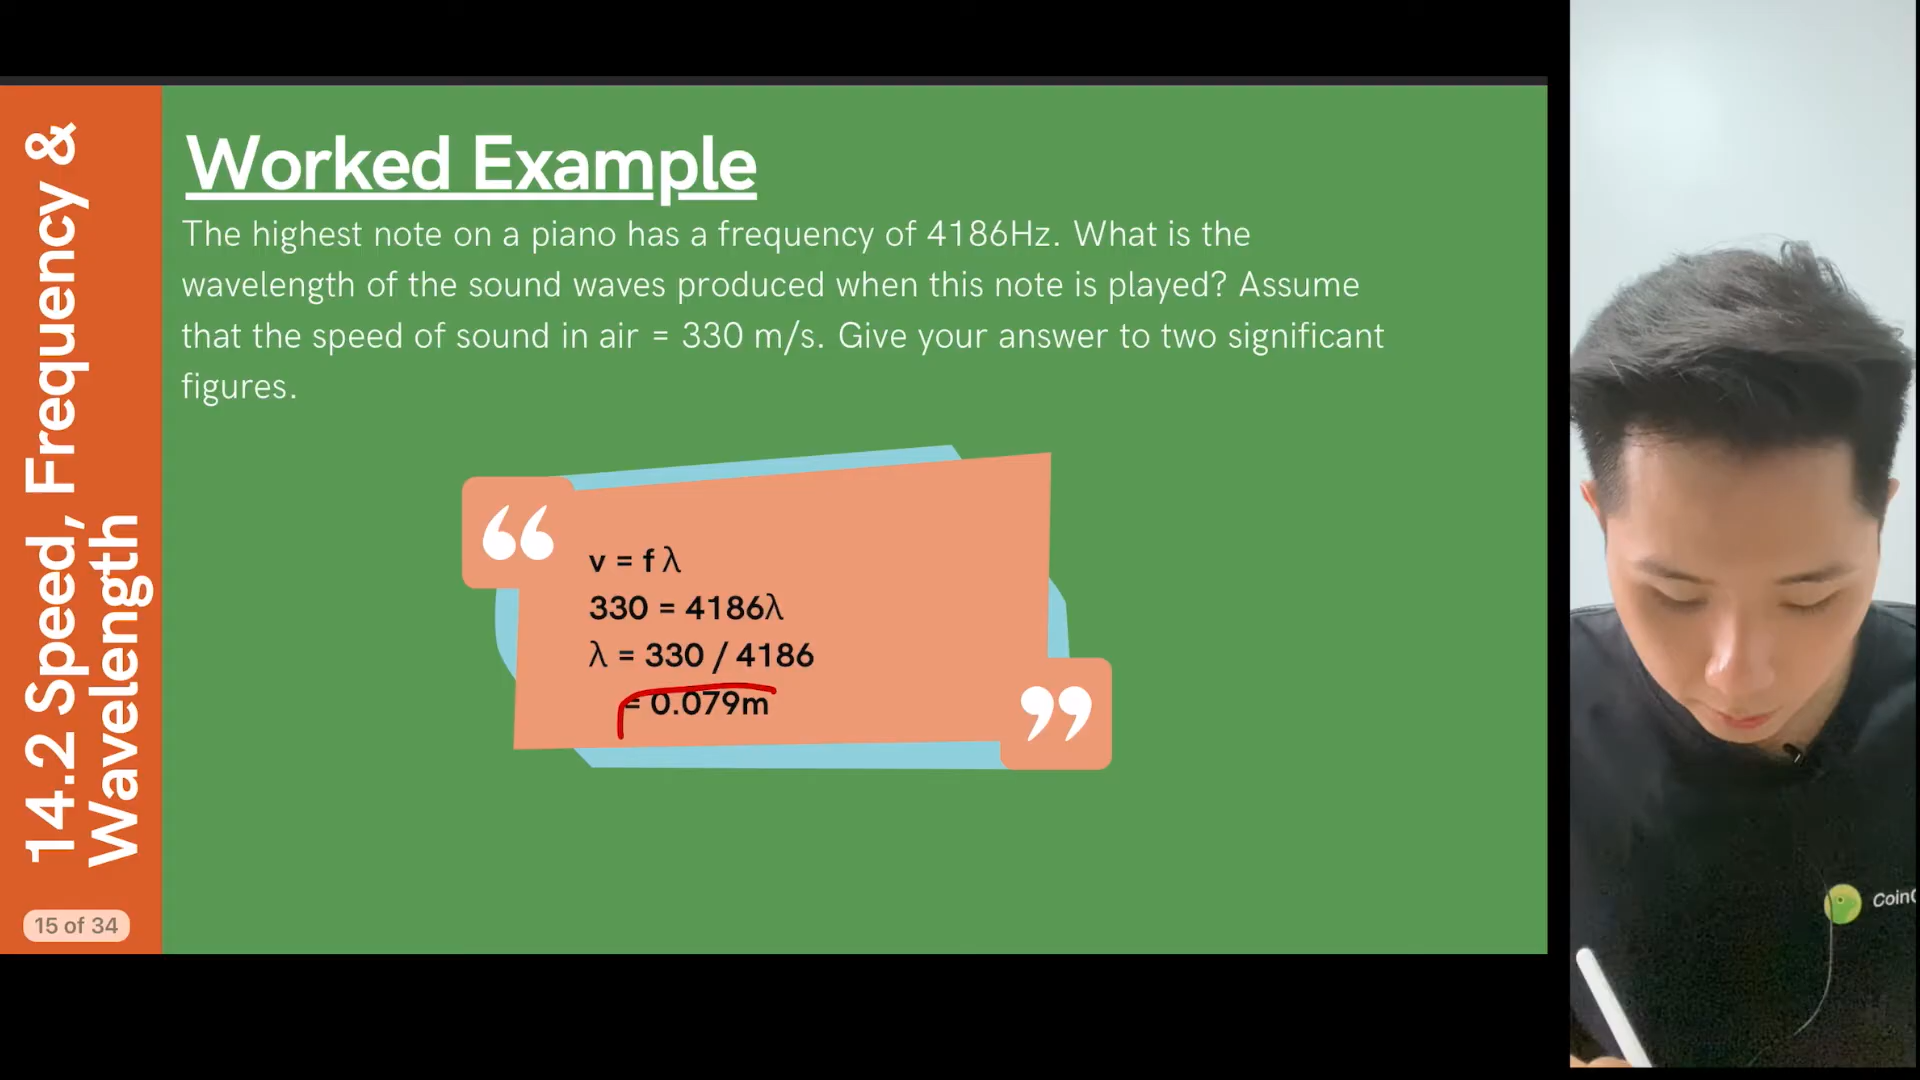 14.2 Speed, Frequency &
Wavelength
Worked Example
The highest note on a piano has a frequency of 4186Hz. What is the
wavelength of the sound waves produced when this note is played? Assume
that the speed of sound in air = 330 m/s. Give your answer to two significant
figures.
“
v = f λ
330 = 4186λ
λ = 330 / 4186
= 0.079m
”
15 of 34